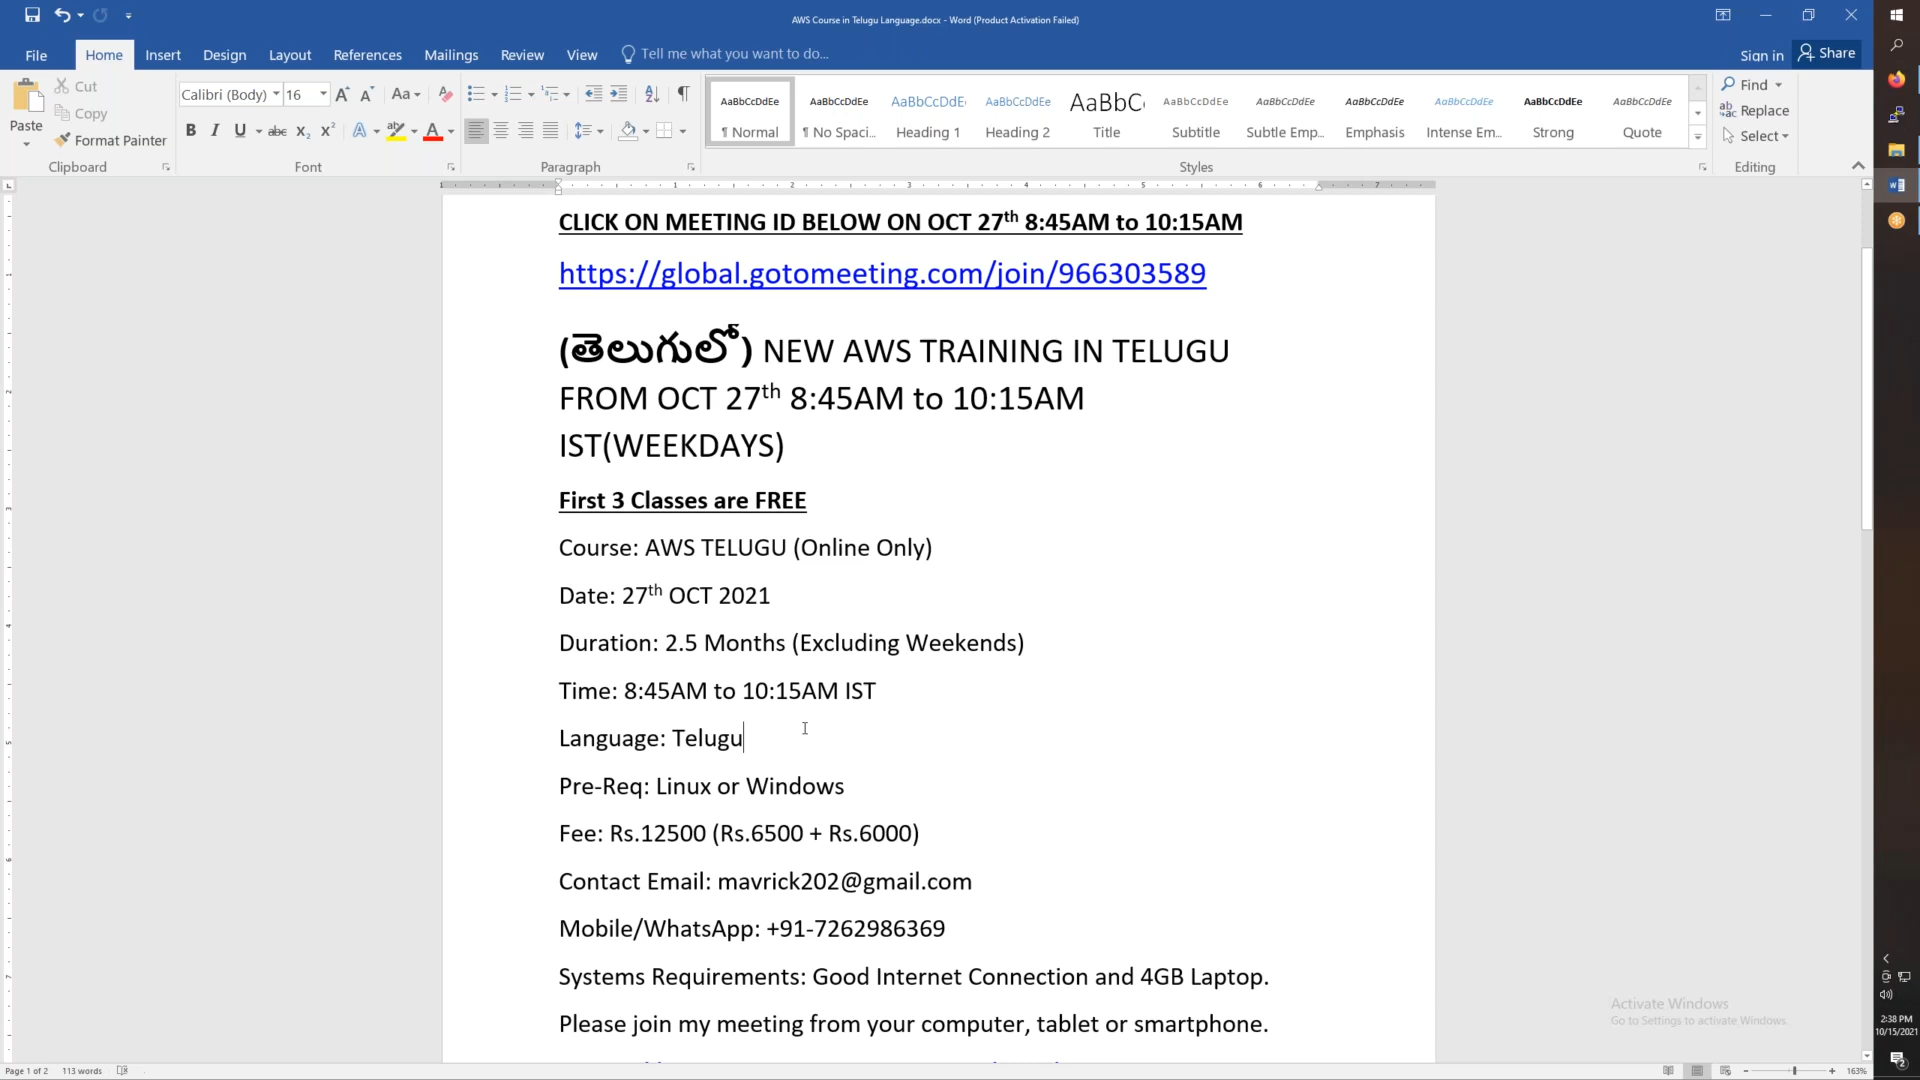 AWS Course in Telugu Language.docx - Word (Product Activation Failed)
File Home Insert Design Layout References Mailings Review View Tell me what you want to do... Sign in Share
Paste
Cut
Copy
Format Painter
Clipboard
Calibri (Body) 16
Font
Paragraph
AaBbCcDdEe AaBbCcDdEe AaBbCcDdE AaBbCcDdEe AaBbC AaBbCcDdEe AaBbCcDdEe AaBbCcDdEe AaBbCcDdEe AaBbCcDdEe AaBbCcDdEe
¶ Normal ¶ No Spaci... Heading 1 Heading 2 Title Subtitle Subtle Emp... Emphasis Intense Em... Strong Quote
Styles
Find
Replace
Select
Editing
1 1 2 3 4 5 6 7
CLICK ON MEETING ID BELOW ON OCT 27th 8:45AM to 10:15AM
https://global.gotomeeting.com/join/966303589
(తెలుగులో) NEW AWS TRAINING IN TELUGU
FROM OCT 27th 8:45AM to 10:15AM
IST(WEEKDAYS)
First 3 Classes are FREE
Course: AWS TELUGU (Online Only)
Date: 27th OCT 2021
Duration: 2.5 Months (Excluding Weekends)
Time: 8:45AM to 10:15AM IST
Language: Telugu
Pre-Req: Linux or Windows
Fee: Rs.12500 (Rs.6500 + Rs.6000)
Contact Email: mavrick202@gmail.com
Mobile/WhatsApp: +91-7262986369
Systems Requirements: Good Internet Connection and 4GB Laptop.
Please join my meeting from your computer, tablet or smartphone.
Activate Windows
Go to Settings to activate Windows.
Page 1 of 2 113 words 163%
2:38 PM
10/15/2021